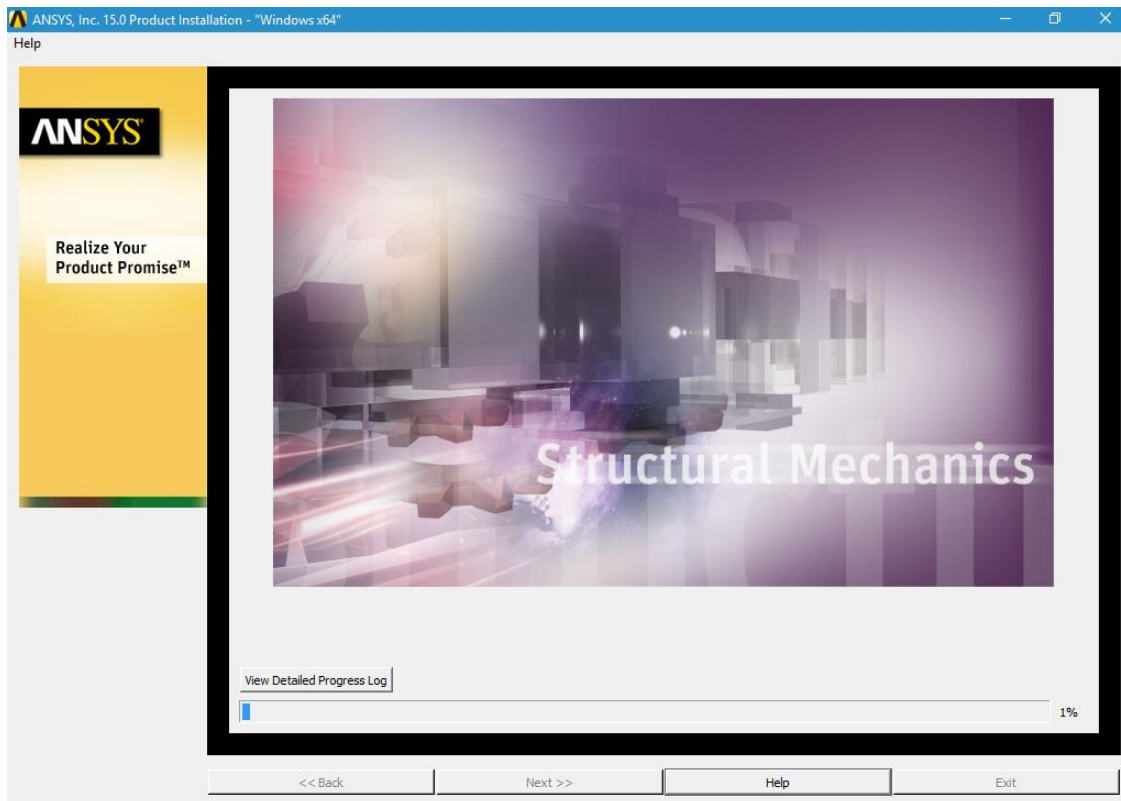 ANSYS, Inc. 15.0 Product Installation - "Windows x64"
Help
ANSYS®
Realize Your
Product Promise™
Structural Mechanics
View Detailed Progress Log
1%
<< Back
Next >>
Help
Exit